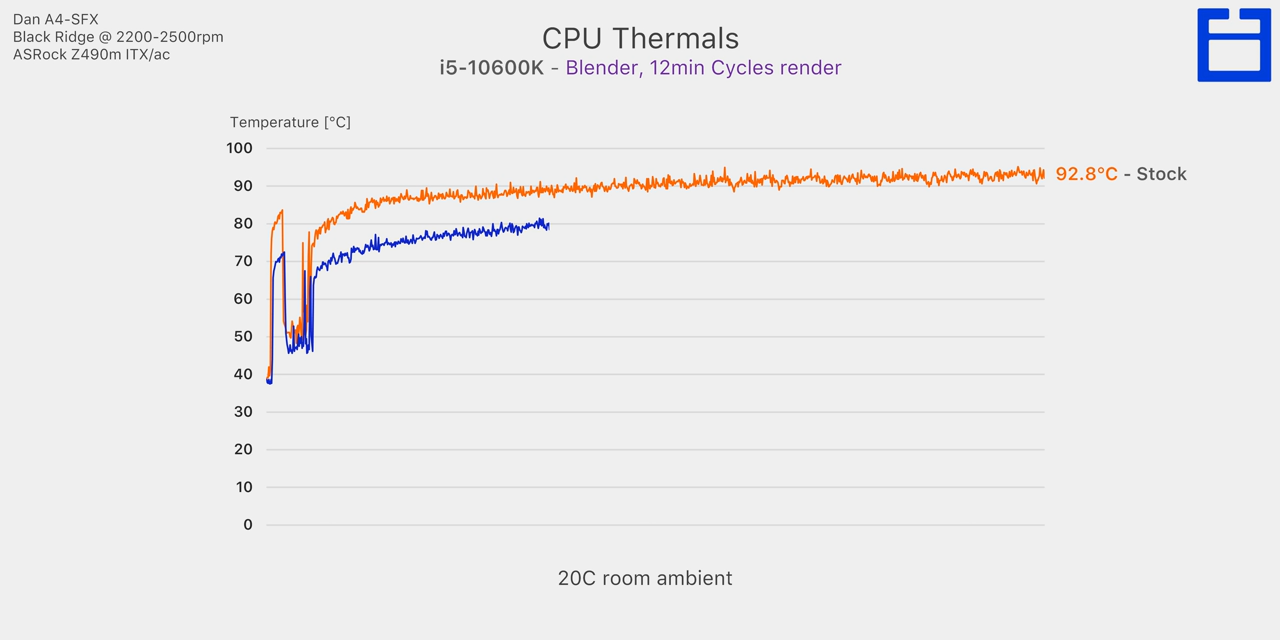 Dan A4-SFX
Black Ridge @ 2200-2500rpm
ASRock Z490m ITX/ac
CPU Thermals
i5-10600K - Blender, 12min Cycles render
Temperature [°C]
100
90
80
70
60
50
40
30
20
10
0
92.8°C - Stock
20C room ambient